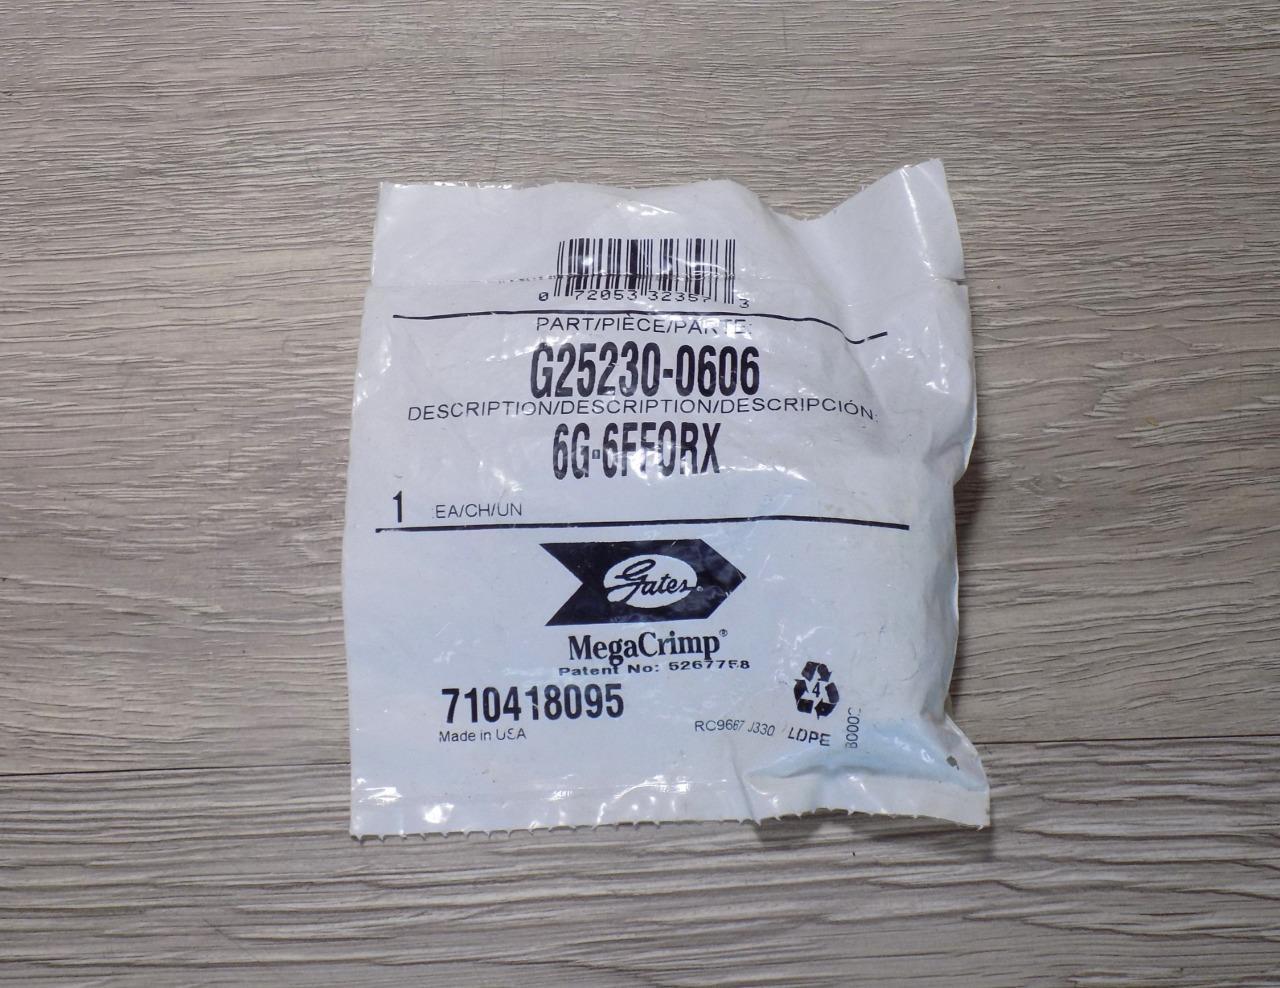 0 72053 32357 3
PART/PIÈCE/PARTE:
G25230-0606
DESCRIPTION/DESCRIPTION/DESCRIPCIÓN:
6G-6FFORX
1 EA/CH/UN
Gates®
MegaCrimp®
Patent No: 5267758
710418095
Made in USA
4
RC9667 J330
LDPE